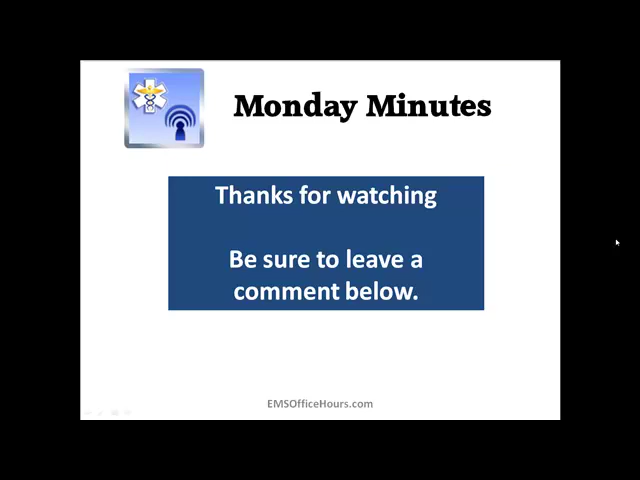 Monday Minutes
Thanks for watching
Be sure to leave a
comment below.
EMSOfficeHours.com